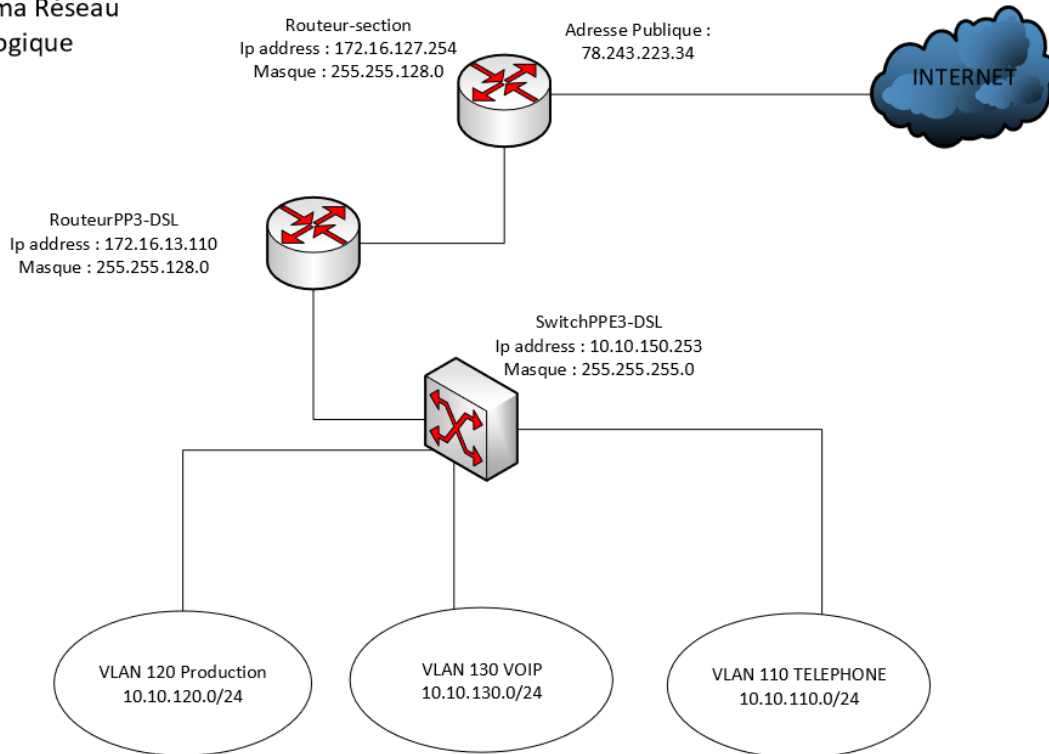 ma Réseau
ogique
Routeur-section
Ip address : 172.16.127.254
Masque : 255.255.128.0
Adresse Publique :
78.243.223.34
INTERNET
RouteurPP3-DSL
Ip address : 172.16.13.110
Masque : 255.255.128.0
SwitchPPE3-DSL
Ip address : 10.10.150.253
Masque : 255.255.255.0
VLAN 120 Production
10.10.120.0/24
VLAN 130 VOIP
10.10.130.0/24
VLAN 110 TELEPHONE
10.10.110.0/24